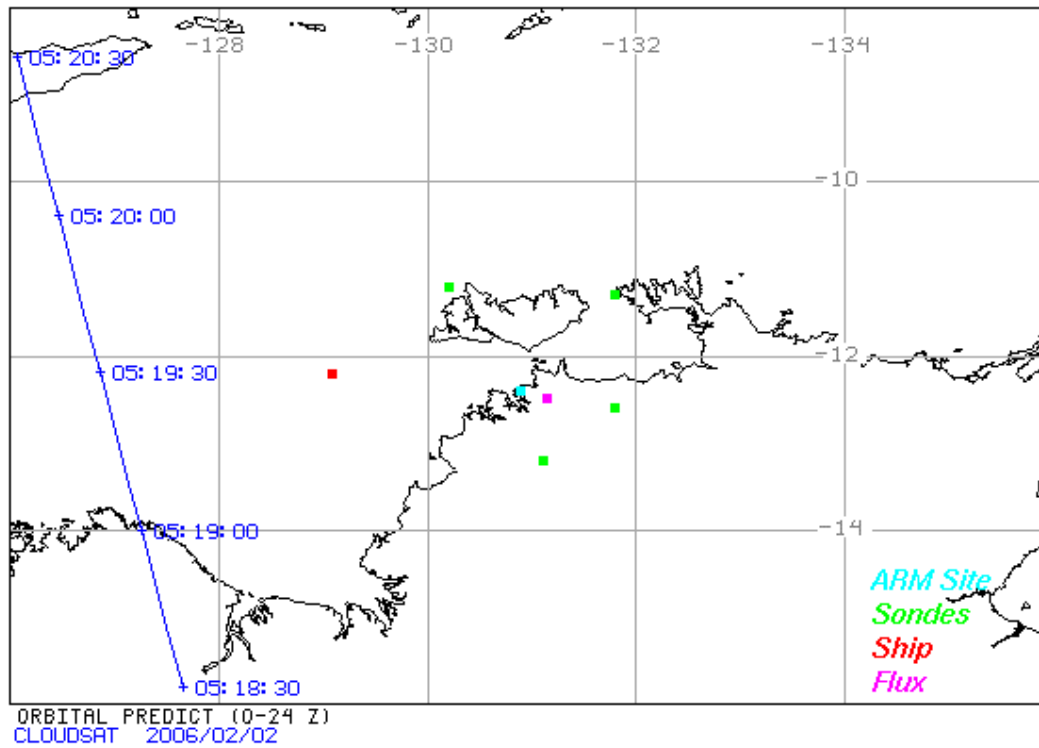 -128 -130 -132 -134
05:20:30
-10
05:20:00
-12
05:19:30
05:19:00
-14
ARM Site
Sondes
Ship
Flux
05:18:30
ORBITAL PREDICT (0-24 Z)
CLOUDSAT 2006/02/02